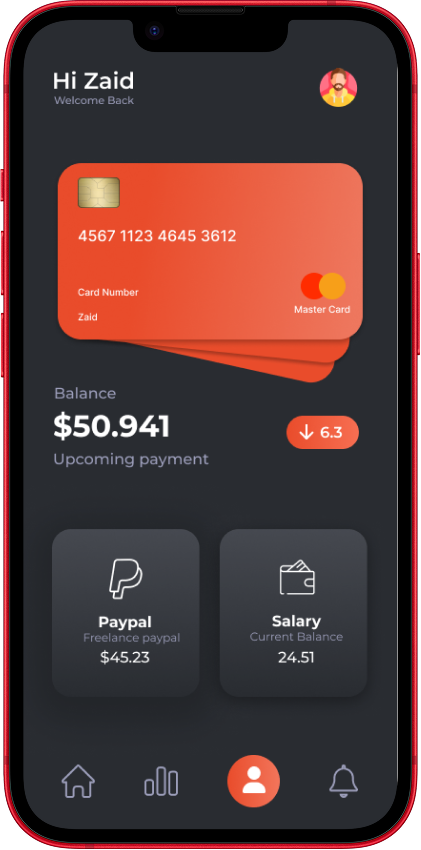 Hi Zaid
Welcome Back
4567 1123 4645 3612
Card Number
Zaid
Master Card
Balance
$50.941
6.3
Upcoming payment
Paypal
Freelance paypal
$45.23
Salary
Current Balance
24.51